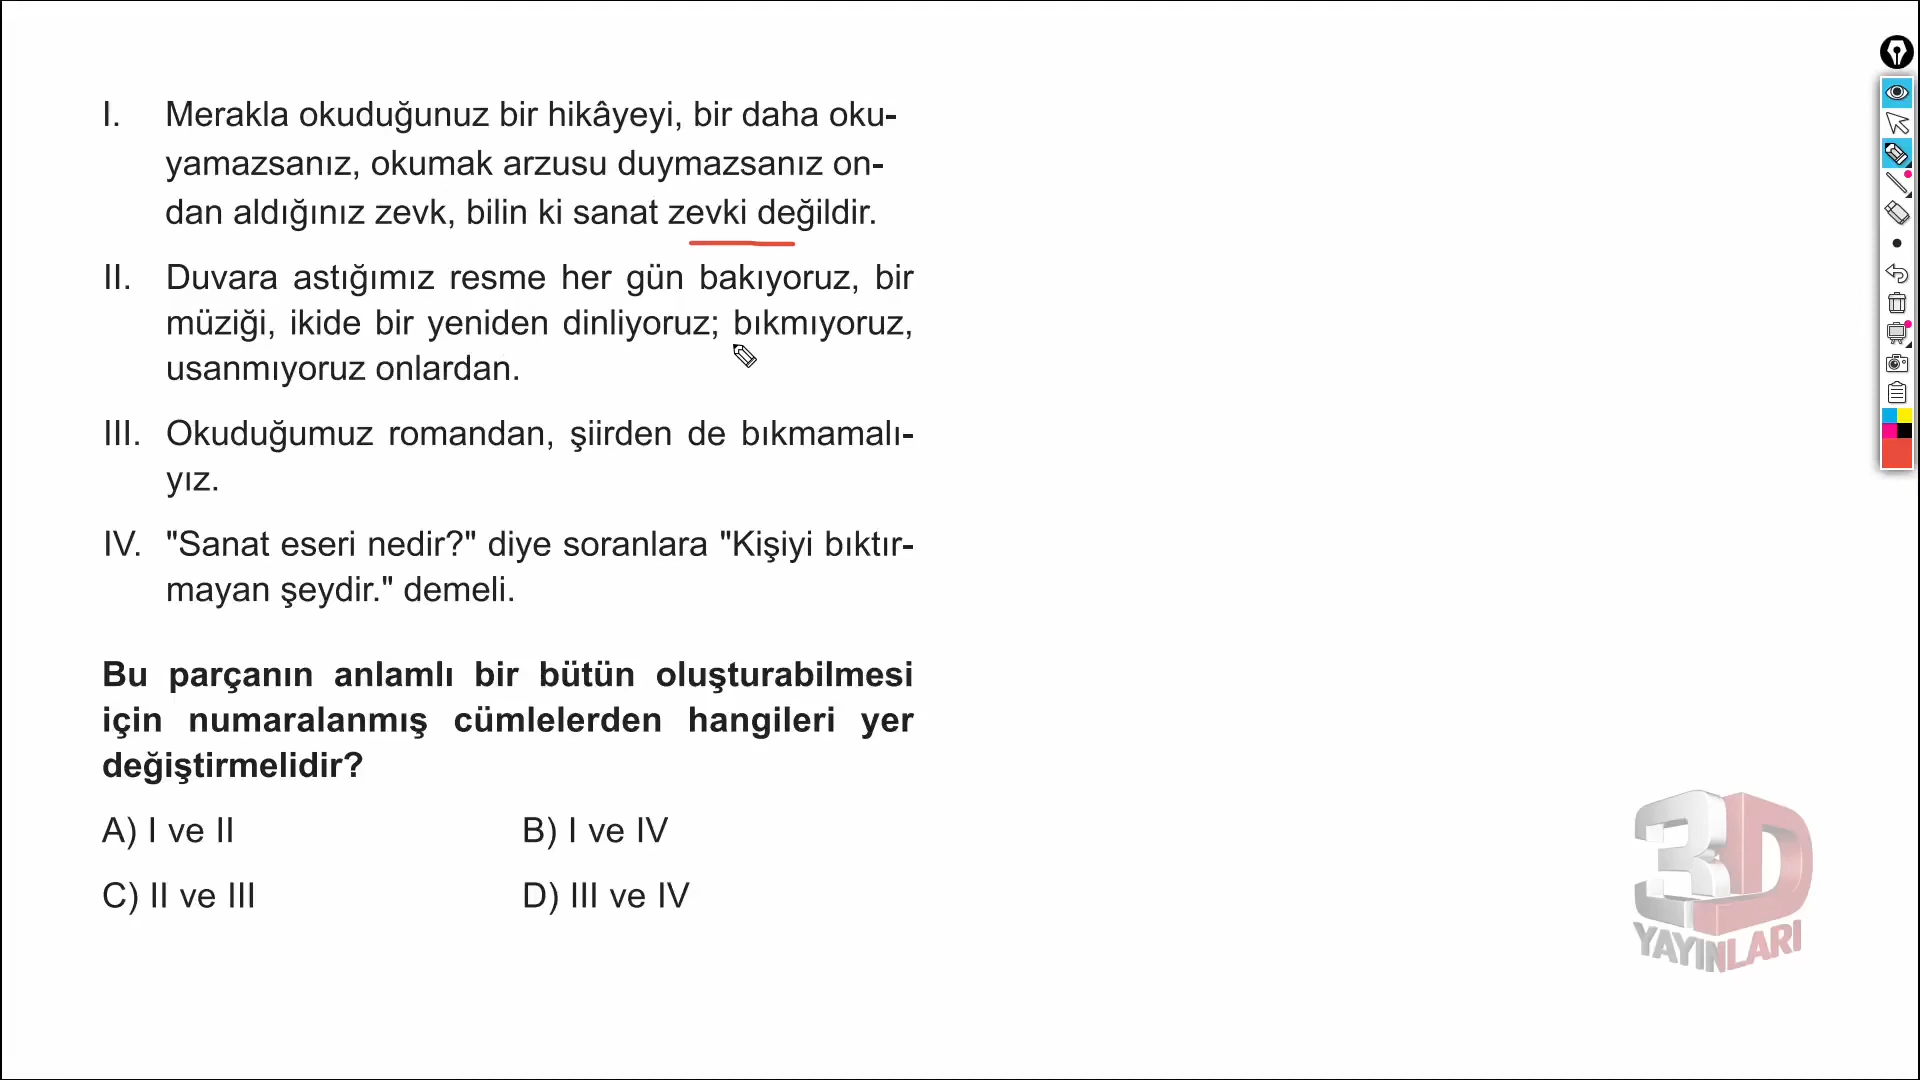 I. Merakla okuduğunuz bir hikâyeyi, bir daha oku-
yamazsanız, okumak arzusu duymazsanız on-
dan aldığınız zevk, bilin ki sanat zevki değildir.
II. Duvara astığımız resme her gün bakıyoruz, bir
müziği, ikide bir yeniden dinliyoruz; bıkmıyoruz,
usanmıyoruz onlardan.
III. Okuduğumuz romandan, şiirden de bıkmamalı-
yız.
IV. "Sanat eseri nedir?" diye soranlara "Kişiyi bıktır-
mayan şeydir." demeli.
Bu parçanın anlamlı bir bütün oluşturabilmesi
için numaralanmış cümlelerden hangileri yer
değiştirmelidir?
A) I ve II B) I ve IV
C) II ve III D) III ve IV
3D
YAYINLARI